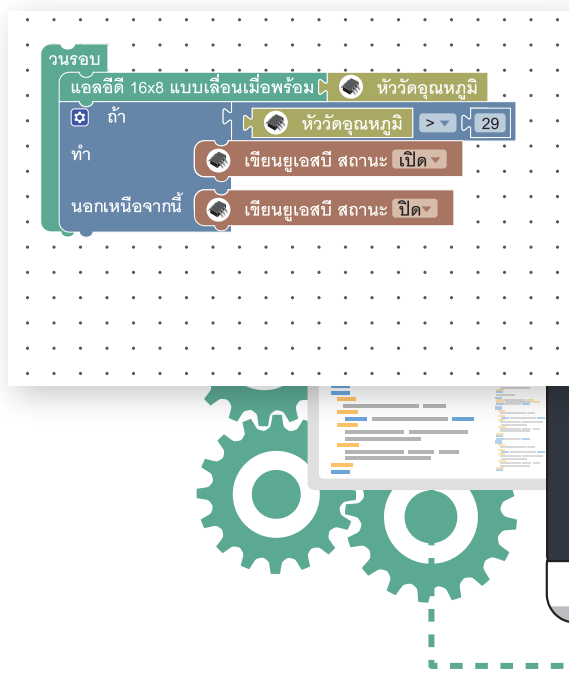 วนรอบ
แอลอีดี 16x8 แบบเลื่อนเมื่อพร้อม หัววัดอุณหภูมิ
ถ้า หัววัดอุณหภูมิ > 29
ทำ เขียนยูเอสบี สถานะ เปิด
นอกเหนือจากนี้ เขียนยูเอสบี สถานะ ปิด